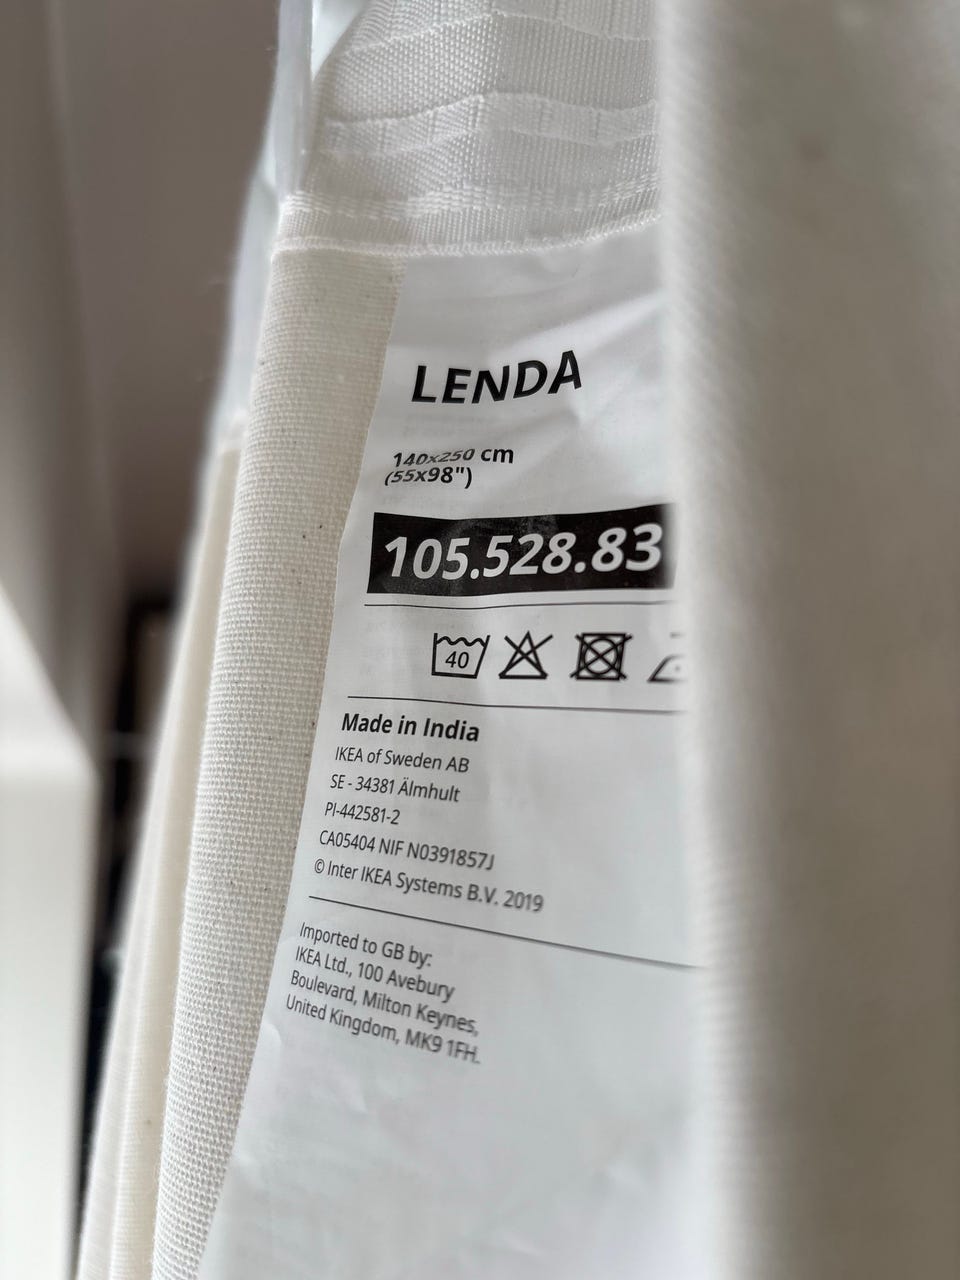 LENDA
140x250 cm
(55x98")
105.528.83
40
Made in India
IKEA of Sweden AB
SE - 34381 Älmhult
PI-442581-2
CA05404 NIF N0391857J
© Inter IKEA Systems B.V. 2019
Imported to GB by:
IKEA Ltd., 100 Avebury
Boulevard, Milton Keynes,
United Kingdom, MK9 1FH.